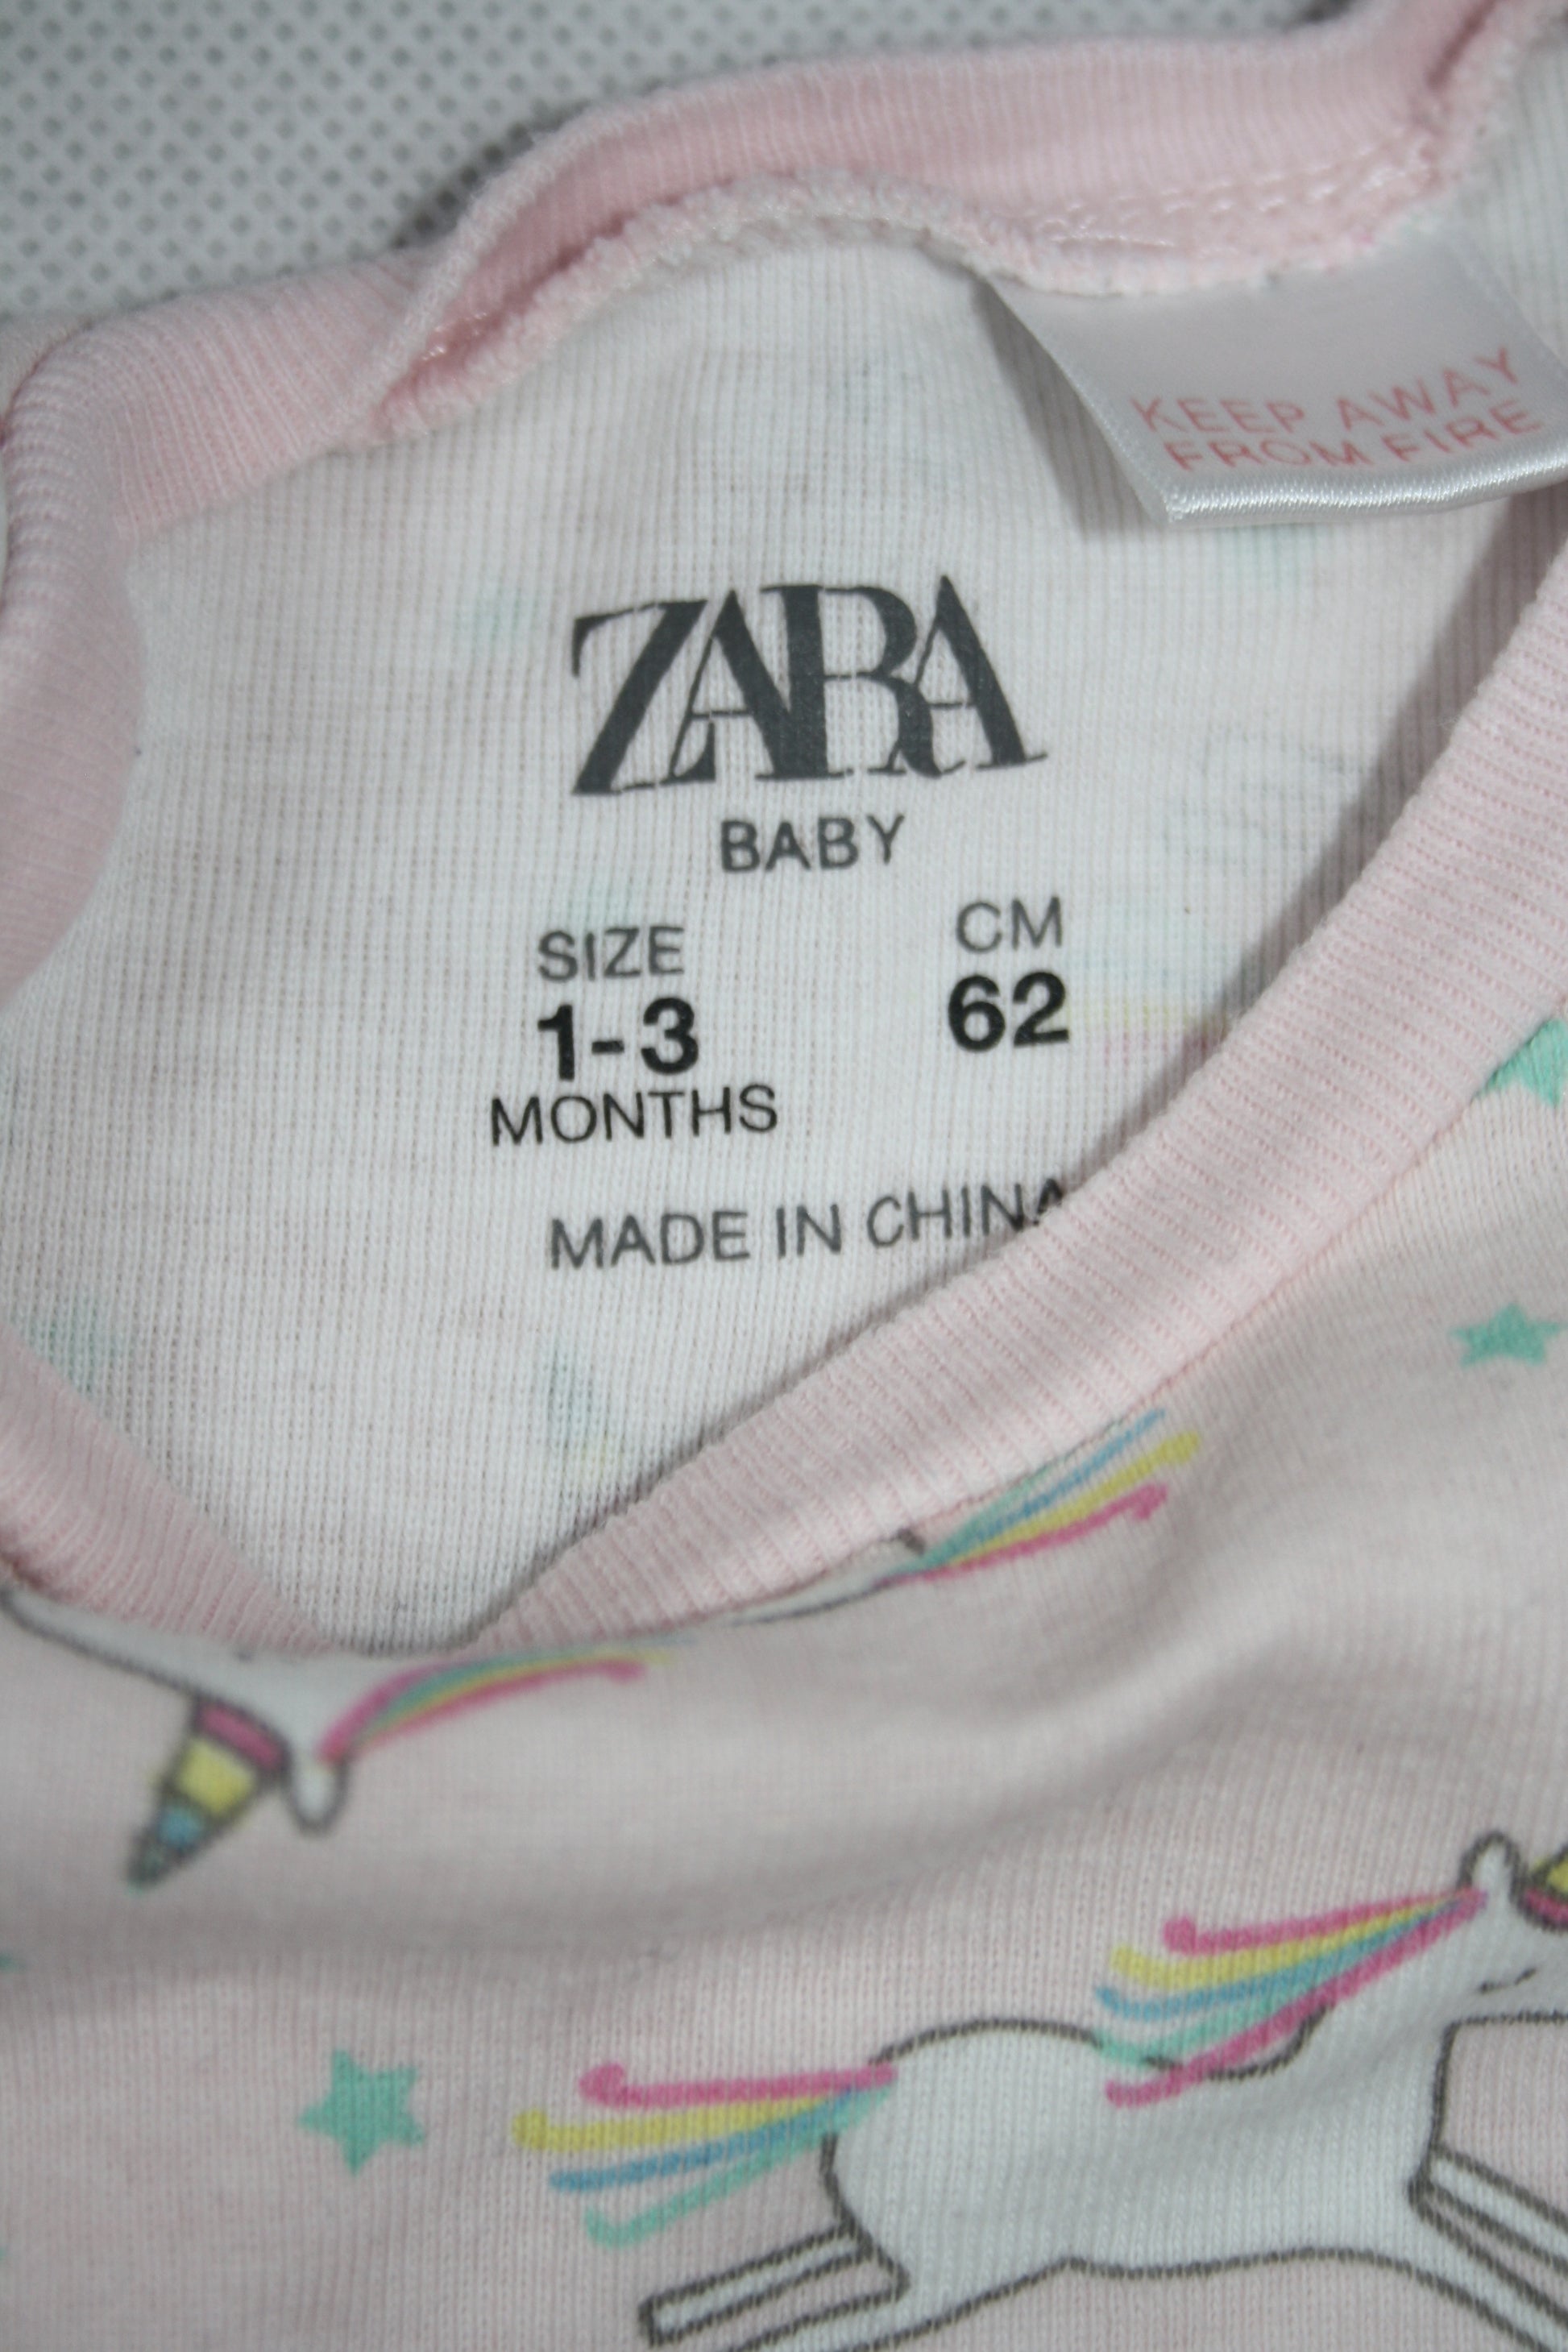 KEEP AWAY
FROM FIRE
ZARA
BABY
SIZE CM
1-3 62
MONTHS
MADE IN CHINA